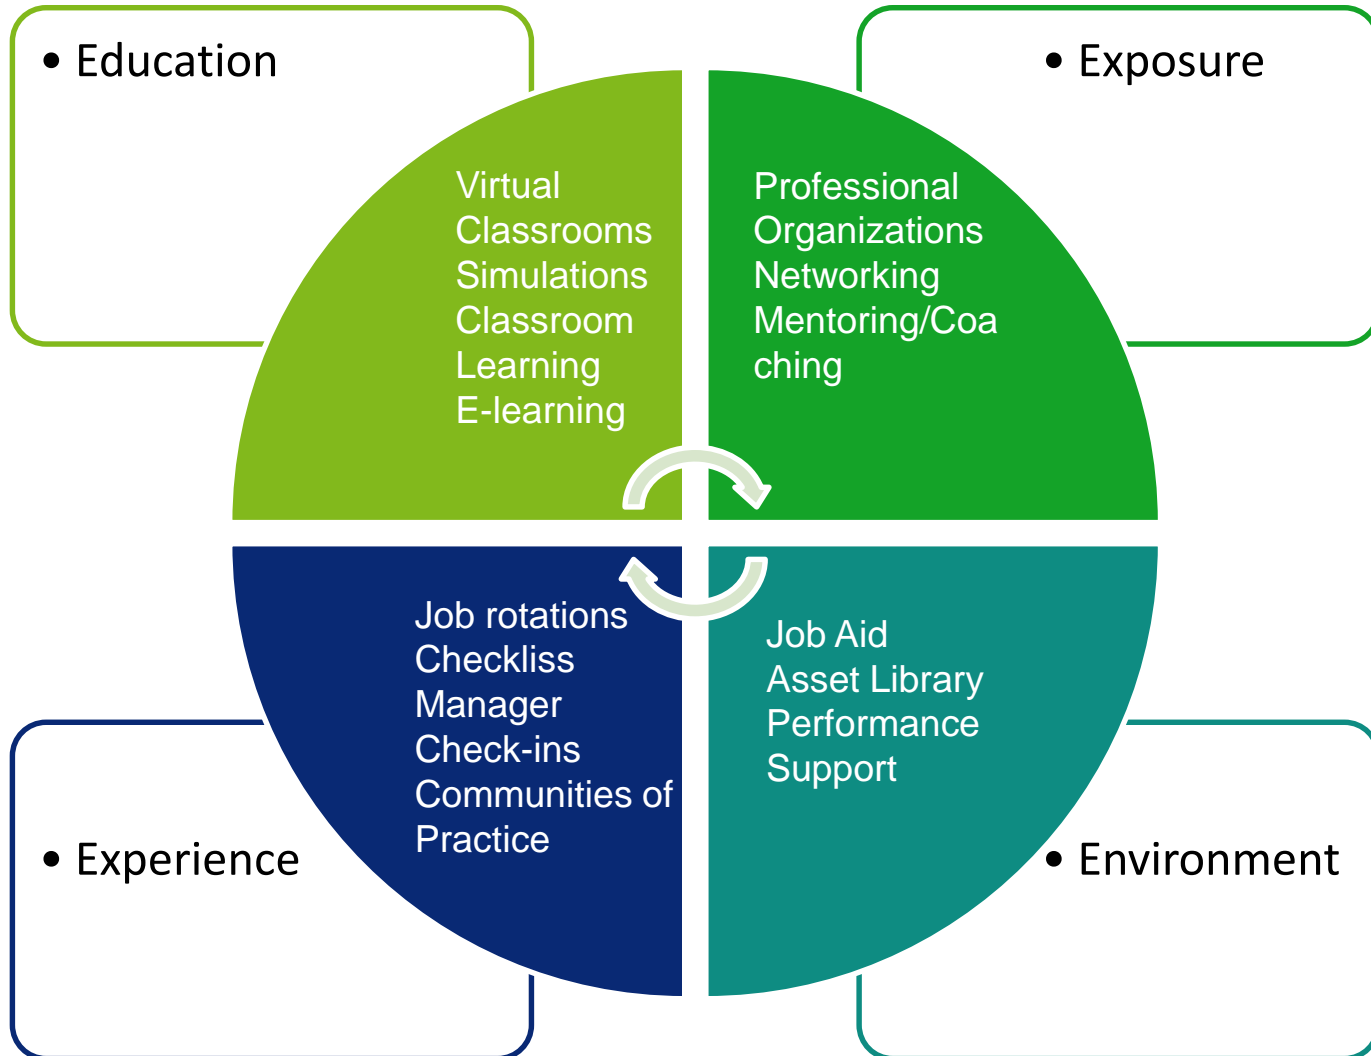 • Education
Virtual
Classrooms
Simulations
Classroom
Learning
E-learning
• Exposure
Professional
Organizations
Networking
Mentoring/Coa
ching
• Experience
Job rotations
Checkliss
Manager
Check-ins
Communities of
Practice
• Environment
Job Aid
Asset Library
Performance
Support